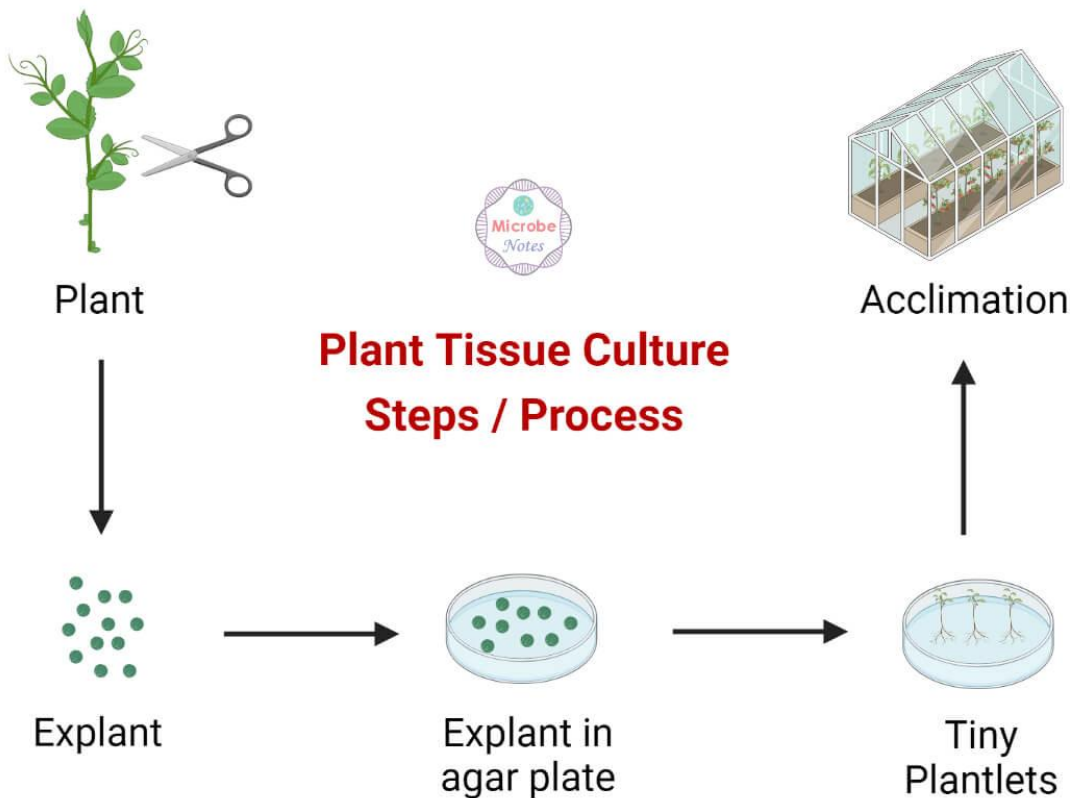 Microbe
Notes
Plant
Acclimation
Plant Tissue Culture
Steps / Process
Explant
Explant in
agar plate
Tiny
Plantlets